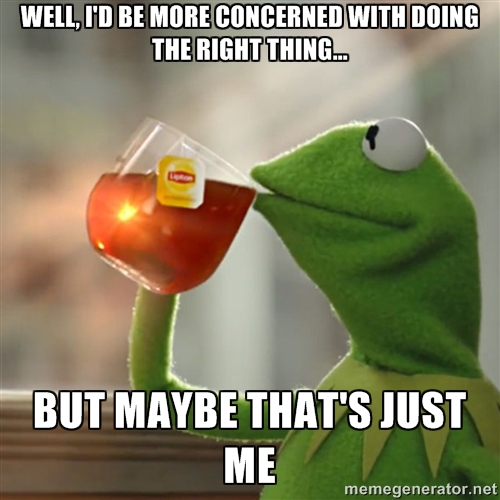 WELL, I'D BE MORE CONCERNED WITH DOING
THE RIGHT THING...
Lipton
BUT MAYBE THAT'S JUST
ME
memegenerator.net